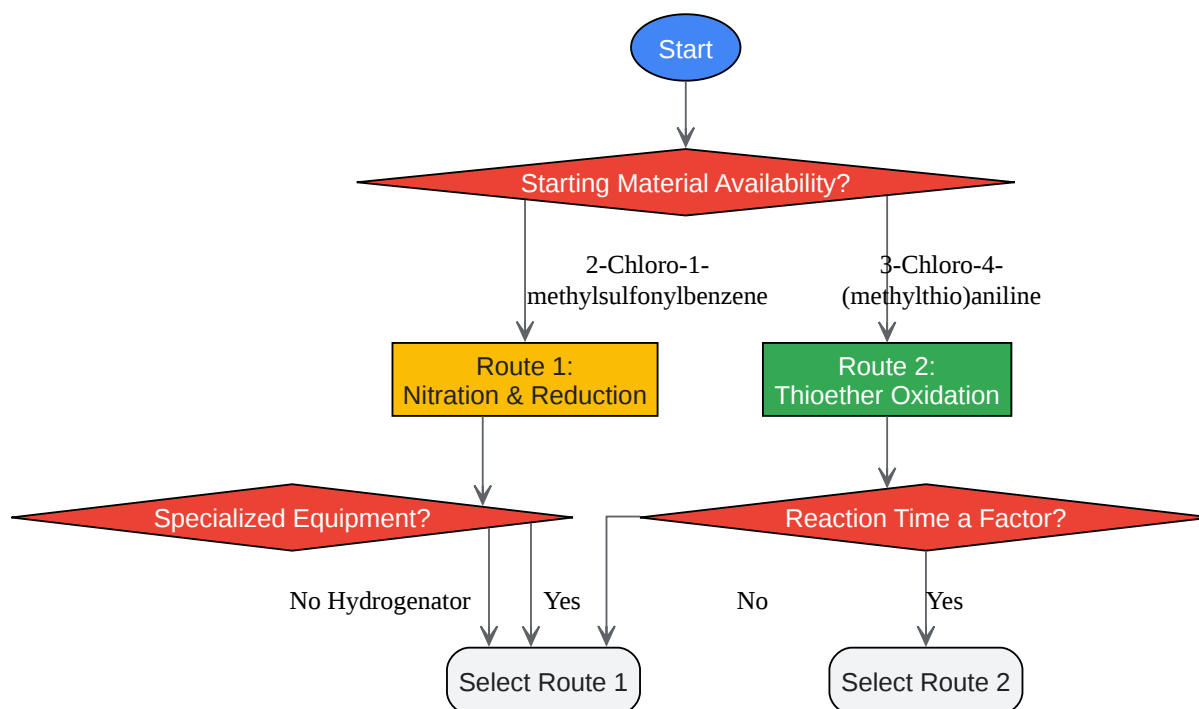 Start
Starting Material Availability?
2-Chloro-1-
methylsulfonylbenzene
3-Chloro-4-
(methylthio)aniline
Route 1:
Nitration & Reduction
Route 2:
Thioether Oxidation
Specialized Equipment?
Reaction Time a Factor?
No Hydrogenator
Yes
No
Yes
Select Route 1
Select Route 2